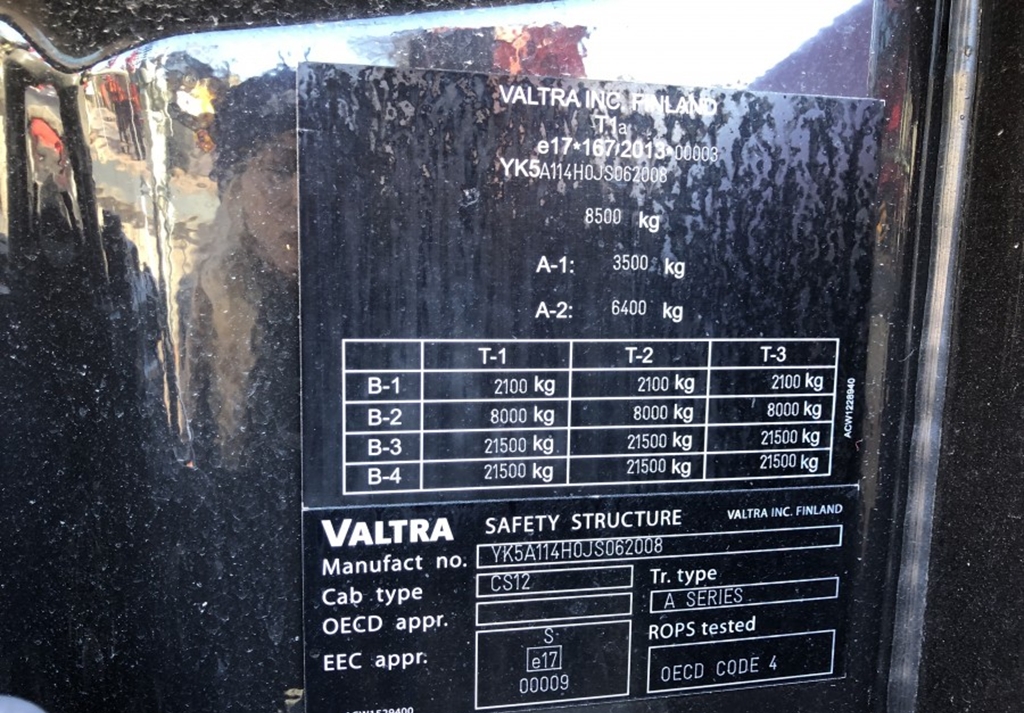 VALTRA INC. FINLAND
T1a
e17*167/2013*00003
YK5A114H0JS062008
8500 kg
A-1: 3500 kg
A-2: 6400 kg
T-1 T-2 T-3
B-1 2100 kg 2100 kg 2100 kg
B-2 8000 kg 8000 kg 8000 kg
B-3 21500 kg 21500 kg 21500 kg
B-4 21500 kg 21500 kg 21500 kg
ACW1228940
VALTRA SAFETY STRUCTURE VALTRA INC. FINLAND
Manufact no. YK5A114H0JS062008
Cab type CS12 Tr. type
OECD appr. A SERIES
EEC appr. S ROPS tested
e17 OECD CODE 4
00009